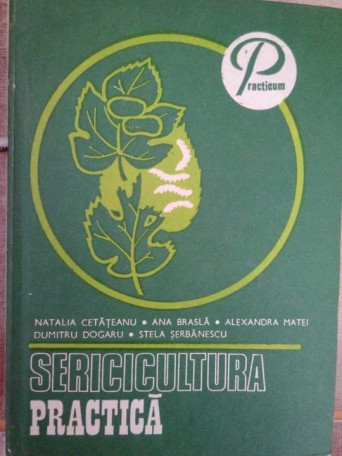 Practicum
NATALIA CETĂȚEANU • ANA BRASLĂ • ALEXANDRA MATEI
DUMITRU DOGARU • STELA ȘERBĂNESCU
SERICICULTURA
PRACTICĂ